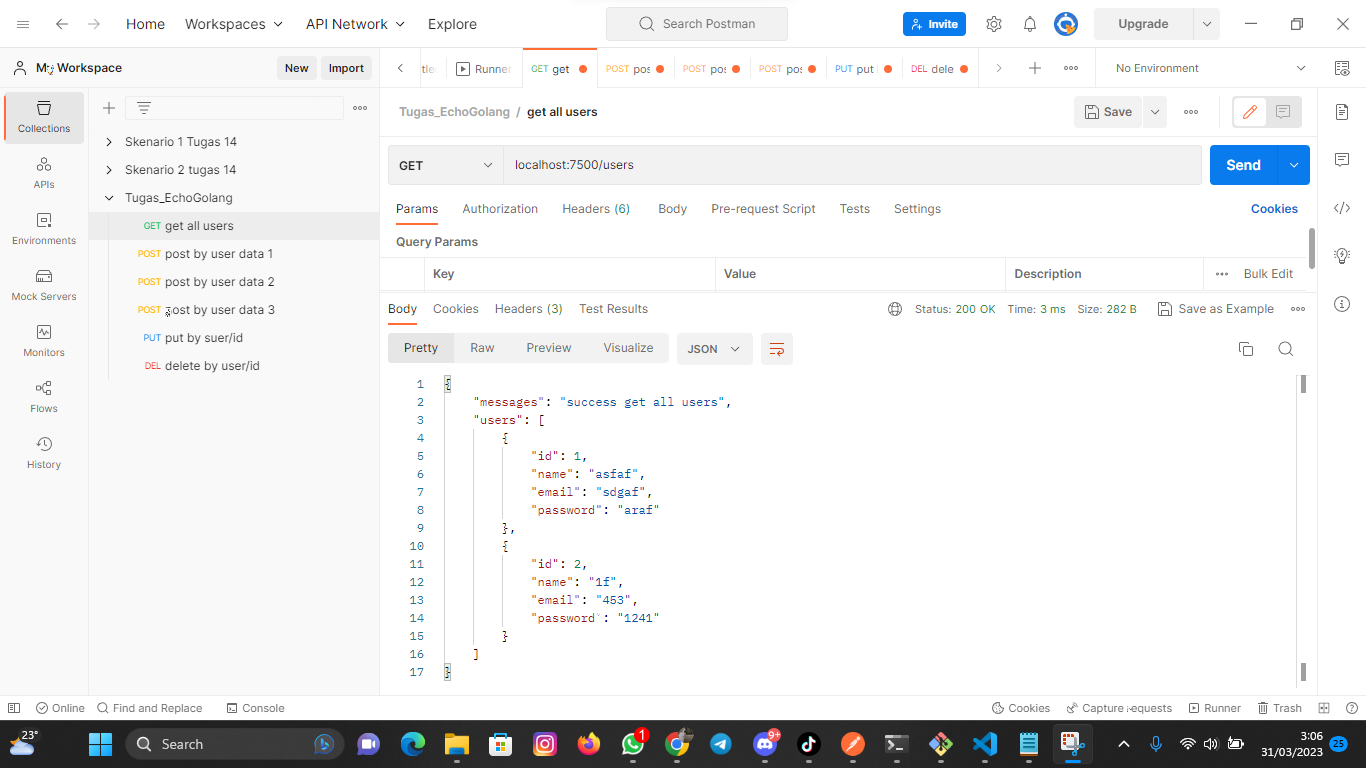 Home Workspaces API Network Explore Search Postman Invite Upgrade
My Workspace New Import Runner GET get POST pos POST pos POST pos PUT put DEL dele No Environment
Collections
APIs
Environments
Mock Servers
Monitors
Flows
History
Skenario 1 Tugas 14
Skenario 2 tugas 14
Tugas_EchoGolang
GET get all users
POST post by user data 1
POST post by user data 2
POST post by user data 3
PUT put by suer/id
DEL delete by user/id
Tugas_EchoGolang / get all users Save
GET localhost:7500/users Send
Params Authorization Headers (6) Body Pre-request Script Tests Settings Cookies
Query Params
Key Value Description Bulk Edit
Body Cookies Headers (3) Test Results Status: 200 OK Time: 3 ms Size: 282 B Save as Example
Pretty Raw Preview Visualize JSON
1 {
2 "messages": "success get all users",
3 "users": [
4 {
5 "id": 1,
6 "name": "asfaf",
7 "email": "sdgaf",
8 "password": "araf"
9 },
10 {
11 "id": 2,
12 "name": "1f",
13 "email": "453",
14 "password": "1241"
15 }
16 ]
17 }
Online Find and Replace Console Cookies Capture requests Runner Trash
23° Search 1 9+ 3:06
31/03/2023 25